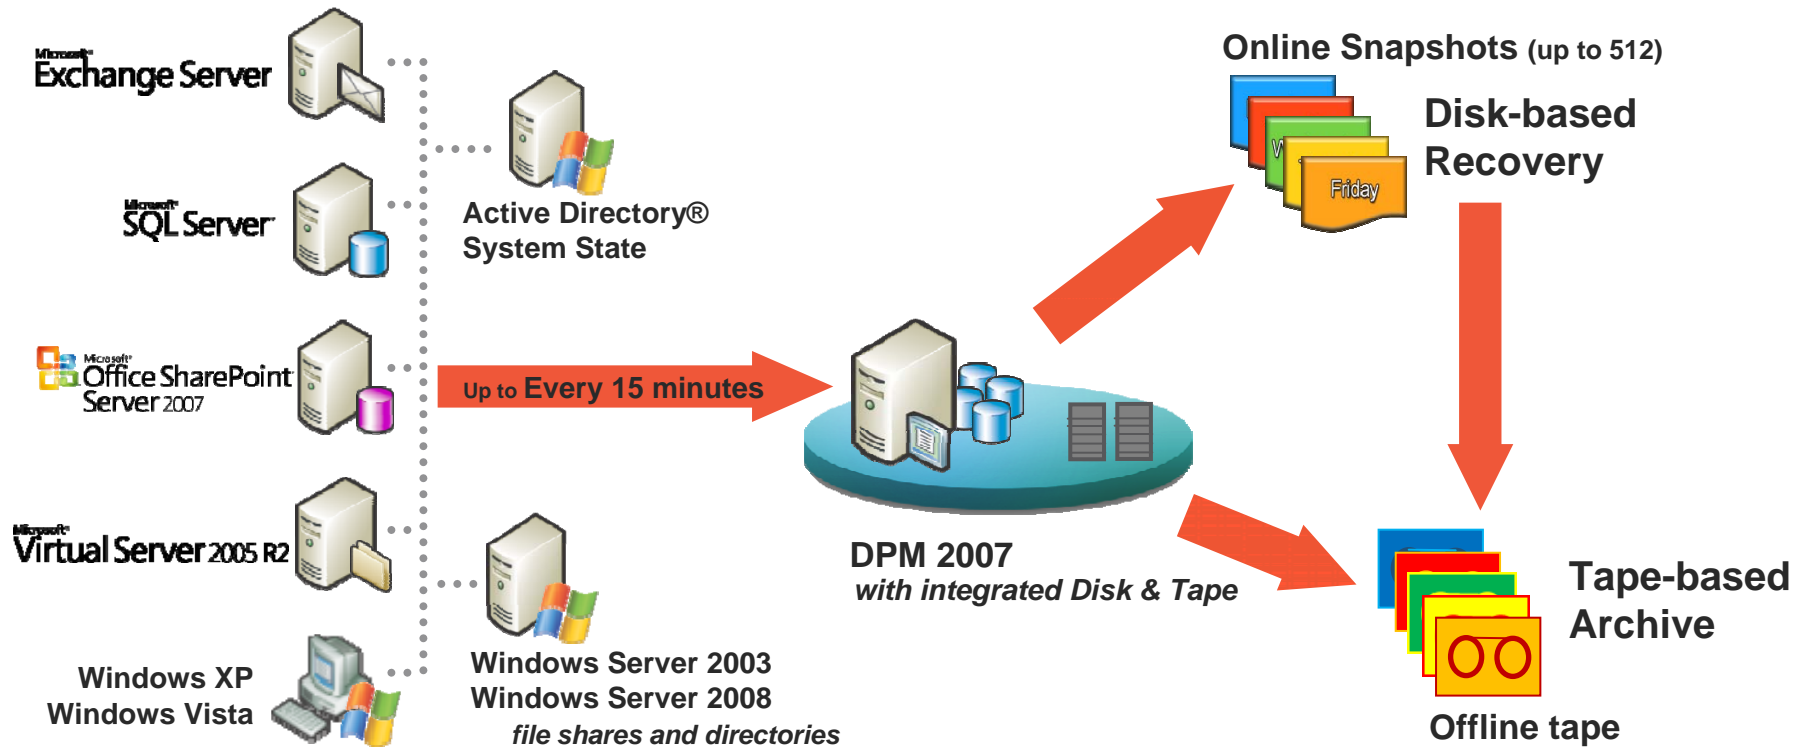 Microsoft®
Exchange Server
Microsoft®
SQL Server™
Microsoft®
Office SharePoint®
Server 2007
Microsoft®
Virtual Server 2005 R2
Windows XP
Windows Vista
Active Directory®
System State
Windows Server 2003
Windows Server 2008
file shares and directories
Up to Every 15 minutes
DPM 2007
with integrated Disk & Tape
Online Snapshots (up to 512)
Disk-based
Recovery
Friday
Tape-based
Archive
Offline tape